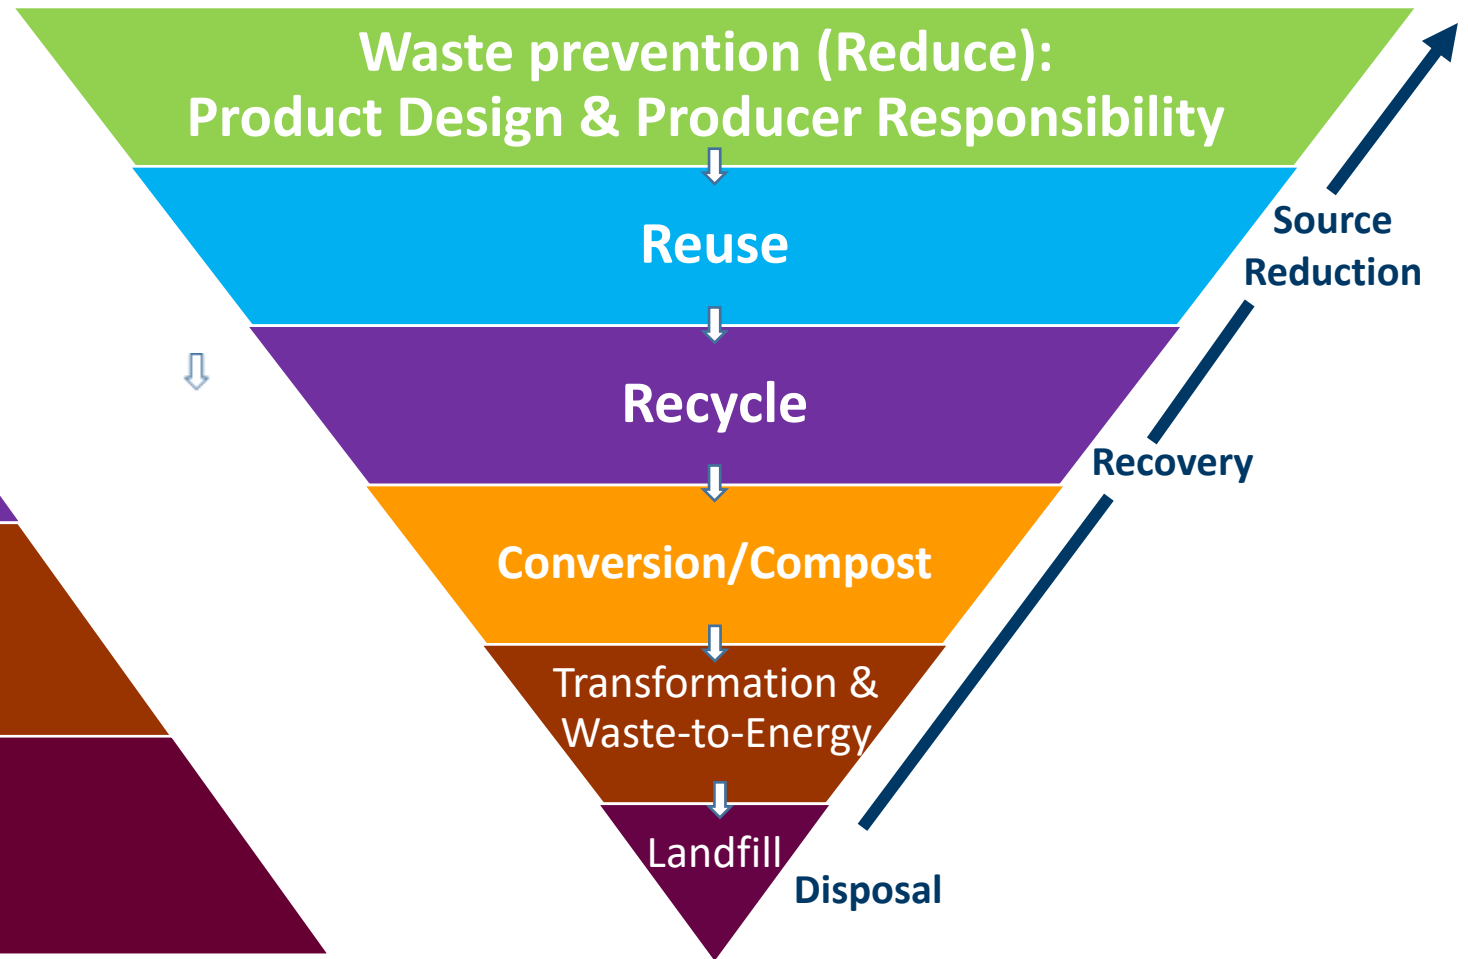 Waste prevention (Reduce):
Product Design & Producer Responsibility
Reuse
Source
Reduction
Recycle
Recovery
Conversion/Compost
Transformation &
Waste-to-Energy
Landfill
Disposal